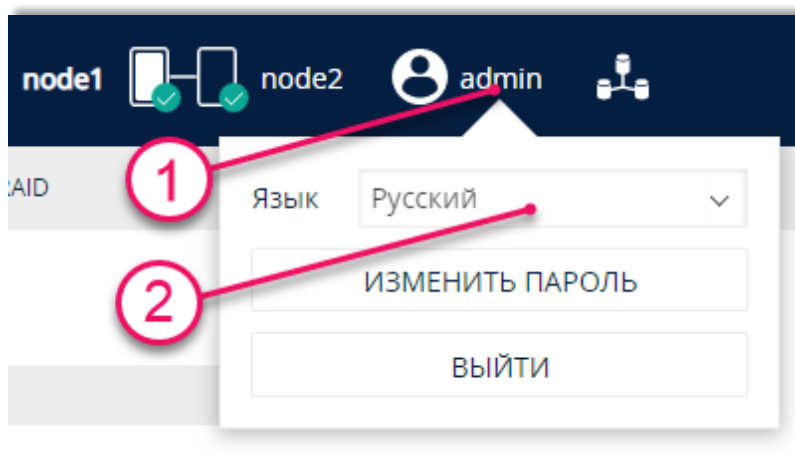 node1 node2 admin
AID
1
Язык Русский
2
ИЗМЕНИТЬ ПАРОЛЬ
ВЫЙТИ